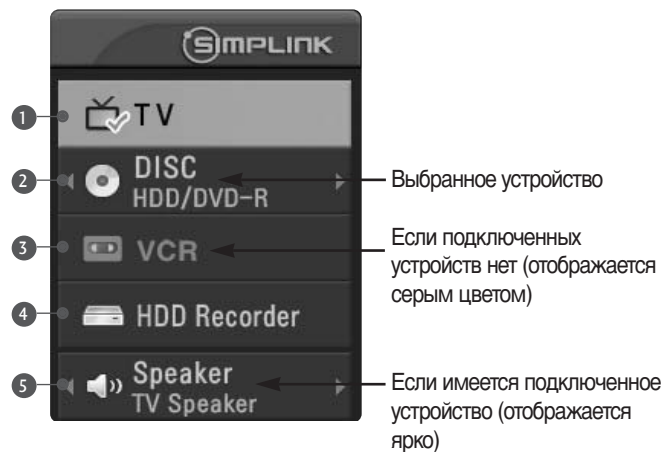 SIMPLINK
1 TV
2 DISC
HDD/DVD-R
Выбранное устройство
3 VCR
Если подключенных
устройств нет (отображается
серым цветом)
4 HDD Recorder
5 Speaker
TV Speaker
Если имеется подключенное
устройство (отображается
ярко)